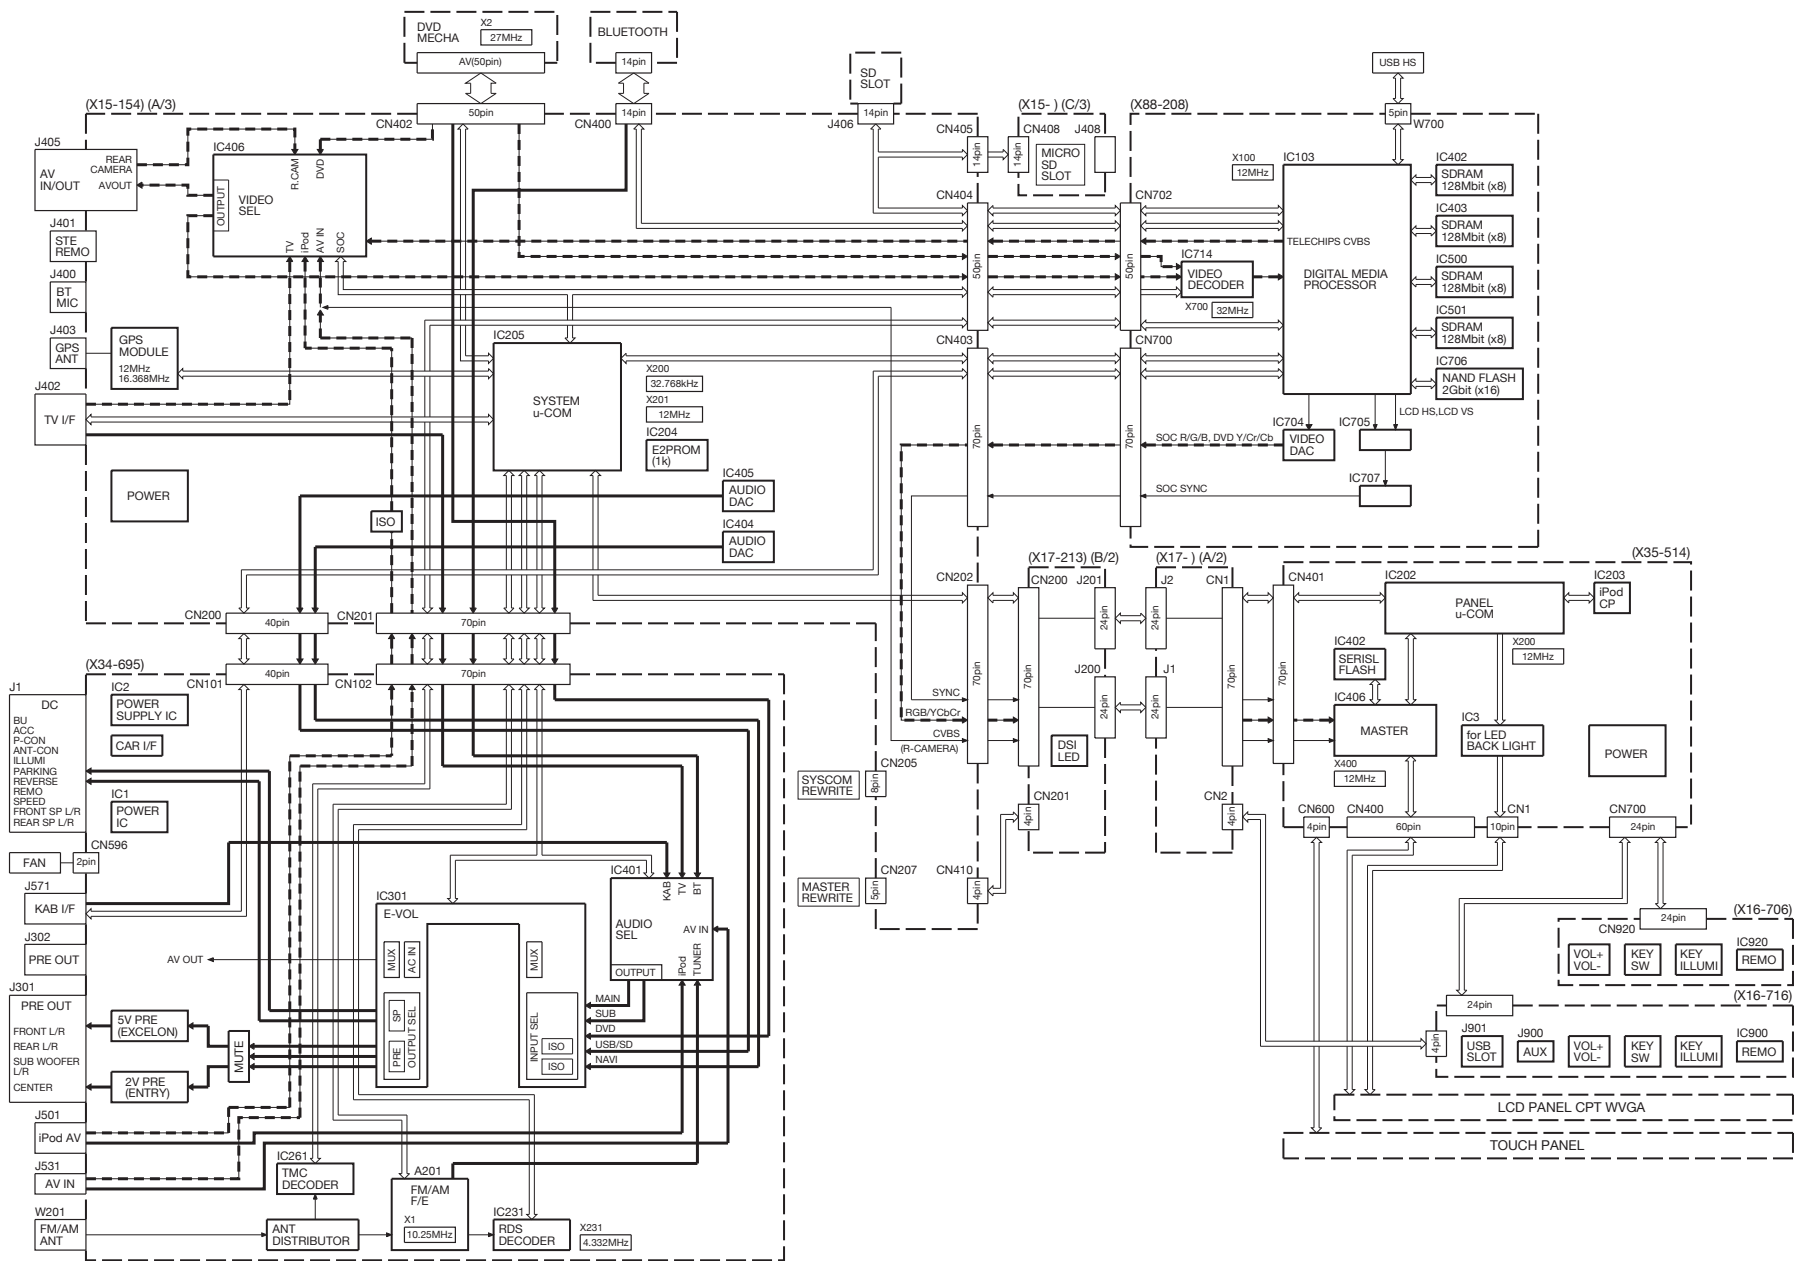 DVD
MECHA
X2
27MHz
AV(50pin)
BLUETOOTH
14pin
SD
SLOT
USB HS
(X15-154) (A/3)
50pin
CN402
CN400
14pin
14pin
J406
(X15- ) (C/3)
(X88-208)
5pin
W700
J405
AV
IN/OUT
REAR
CAMERA
AVOUT
IC406
R.CAM
DVD
OUTPUT
VIDEO
SEL
TV
iPod
AV IN
SOC
CN405
14pin
CN408
14pin
J408
MICRO
SD
SLOT
X100
12MHz
IC103
TELECHIPS CVBS
DIGITAL MEDIA
PROCESSOR
IC402
SDRAM
128Mbit (x8)
IC403
SDRAM
128Mbit (x8)
IC500
SDRAM
128Mbit (x8)
IC501
SDRAM
128Mbit (x8)
IC706
NAND FLASH
2Gbit (x16)
LCD HS,LCD VS
CN404
50pin
CN702
50pin
IC714
VIDEO
DECODER
X700
32MHz
J401
STE
REMO
J400
BT
MIC
J403
GPS
ANT
GPS
MODULE
12MHz
16.368MHz
J402
TV I/F
IC205
SYSTEM
u-COM
X200
32.768kHz
X201
12MHz
IC204
E2PROM
(1k)
CN403
70pin
CN700
70pin
SOC R/G/B, DVD Y/Cr/Cb
IC704
VIDEO
DAC
IC705
IC707
SOC SYNC
POWER
ISO
IC405
AUDIO
DAC
IC404
AUDIO
DAC
CN200
40pin
CN201
70pin
CN202
70pin
(X17-213) (B/2)
CN200
70pin
J201
24pin
J200
24pin
DSI
LED
CN201
4pin
(X17- ) (A/2)
J2
24pin
J1
24pin
CN1
70pin
CN2
4pin
(X35-514)
CN401
70pin
IC202
PANEL
u-COM
IC203
iPod
CP
X200
12MHz
IC402
SERISL
FLASH
IC406
MASTER
X400
12MHz
IC3
for LED
BACK LIGHT
POWER
CN600
4pin
CN400
60pin
CN1
10pin
CN700
24pin
SYNC
RGB/YCbCr
CVBS
(R-CAMERA)
SYSCOM
REWRITE
CN205
8pin
MASTER
REWRITE
CN207
5pin
CN410
4pin
(X34-695)
CN101
40pin
CN102
70pin
J1
DC
BU
ACC
P-CON
ANT-CON
ILLUMI
PARKING
REVERSE
REMO
SPEED
FRONT SP L/R
REAR SP L/R
IC2
POWER
SUPPLY IC
CAR I/F
IC1
POWER
IC
CN596
FAN
2pin
J571
KAB I/F
J302
PRE OUT
AV OUT
J301
PRE OUT
FRONT L/R
REAR L/R
SUB WOOFER
L/R
CENTER
5V PRE
(EXCELON)
2V PRE
(ENTRY)
MUTE
IC301
E-VOL
MUX
AC IN
MUX
SP
PRE
OUTPUT SEL
INPUT SEL
ISO
ISO
IC401
KAB
TV
BT
AUDIO
SEL
AV IN
OUTPUT
iPod
TUNER
MAIN
SUB
DVD
USB/SD
NAVI
J501
iPod AV
J531
AV IN
W201
FM/AM
ANT
IC261
TMC
DECODER
ANT
DISTRIBUTOR
A201
FM/AM
F/E
X1
10.25MHz
IC231
RDS
DECODER
X231
4.332MHz
(X16-706)
CN920
24pin
VOL+
VOL-
KEY
SW
KEY
ILLUMI
IC920
REMO
(X16-716)
24pin
4pin
J901
USB
SLOT
J900
AUX
VOL+
VOL-
KEY
SW
KEY
ILLUMI
IC900
REMO
LCD PANEL CPT WVGA
TOUCH PANEL